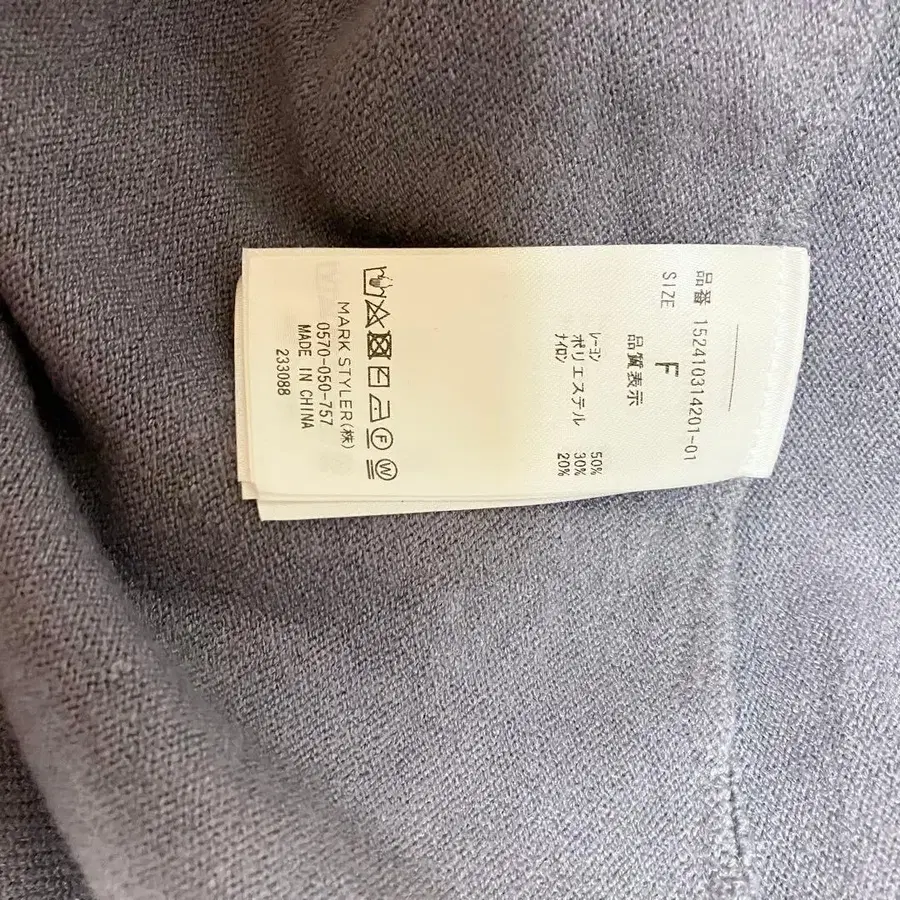 品番 152410314201-01
SIZE F
品質表示
ﾚｰﾖﾝ 50%
ポリエステル 30%
ﾅｲﾛﾝ 20%
F W
MARK STYLER(株)
0570-050-757
MADE IN CHINA
233088